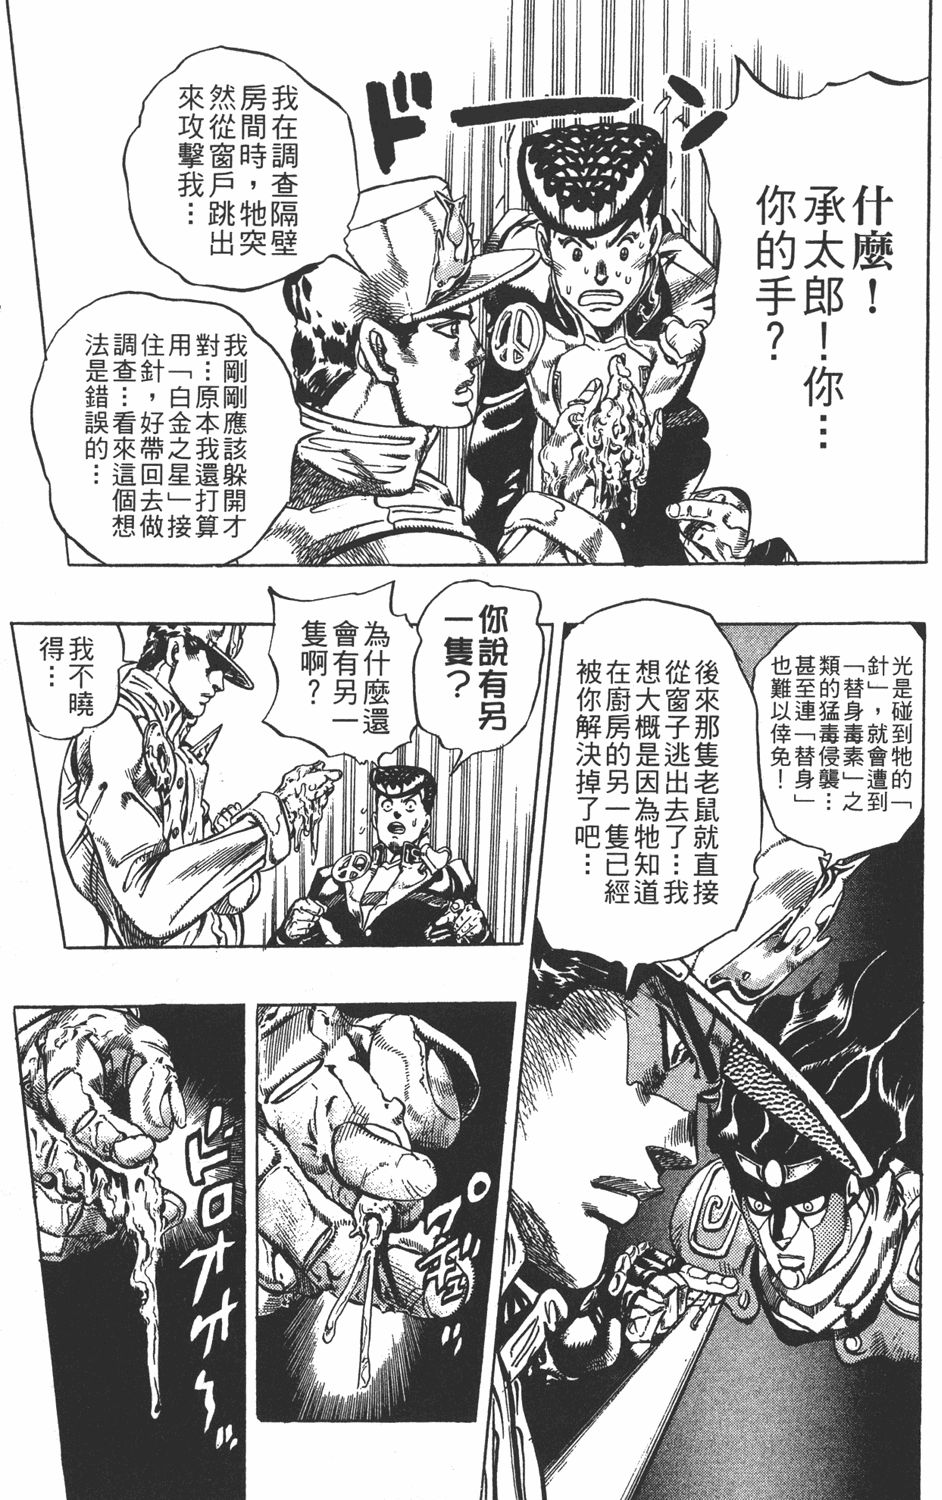 什麼！
承太郎！你…
你的手？
ドーーン
我在調查隔壁
房間時，牠突
然從窗戶跳出
來攻擊我…
我剛剛應該躲開才
對…原本我還打算
用「白金之星」接
住針，好帶回去做
調查…看來這個想
法是錯誤的…
光是碰到牠的「
針」，就會遭到
「替身毒素」之
類的猛毒侵襲…
甚至連「替身」
也難以倖免！
後來那隻老鼠就直接
從窗子逃出去了…我
想大概是因為牠知道
在廚房的另一隻已經
被你解決掉了吧…
你說有另
一隻？
為什麼還
會有另一
隻啊？
我不曉
得…
ドロォォォ